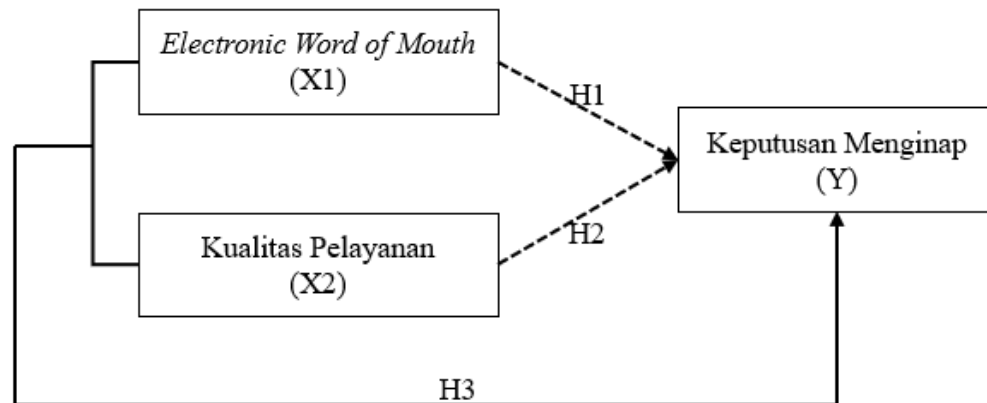 Electronic Word of Mouth
(X1)
H1
Keputusan Menginap
(Y)
Kualitas Pelayanan
(X2)
H2
H3